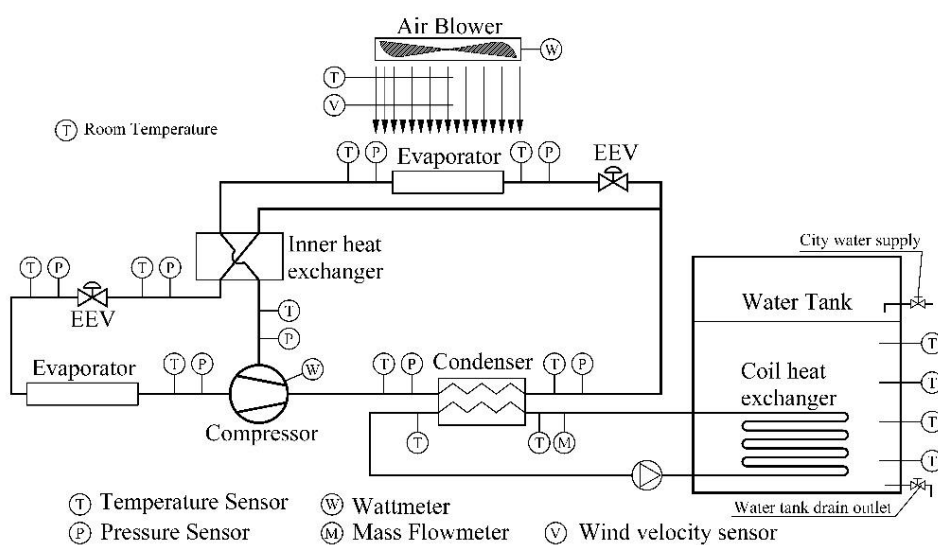 Air Blower
W
T
V
T Room Temperature
T P Evaporator T P EEV
Inner heat
exchanger
City water supply
T P T P
EEV
T
P
Water Tank
T
Evaporator T P W
T P Condenser T P
Coil heat
exchanger
T
Compressor
T T M
T
T
T Temperature Sensor W Wattmeter
Water tank drain outlet
P Pressure Sensor M Mass Flowmeter V Wind velocity sensor